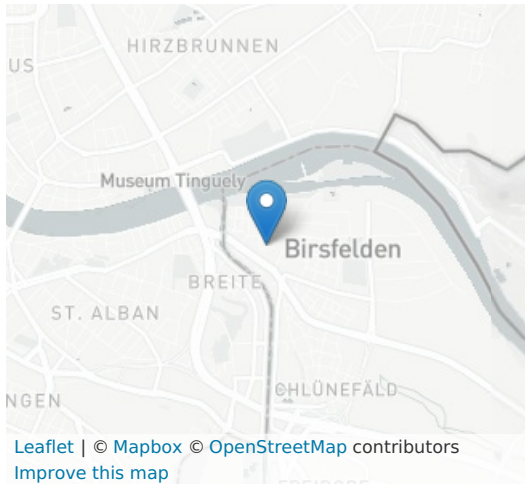 HIRZBRUNNEN
US
Museum Tinguely
Birsfelden
BREITE
ST. ALBAN
CHLÜNEFÄLD
NGEN
Leaflet | © Mapbox © OpenStreetMap contributors
Improve this map